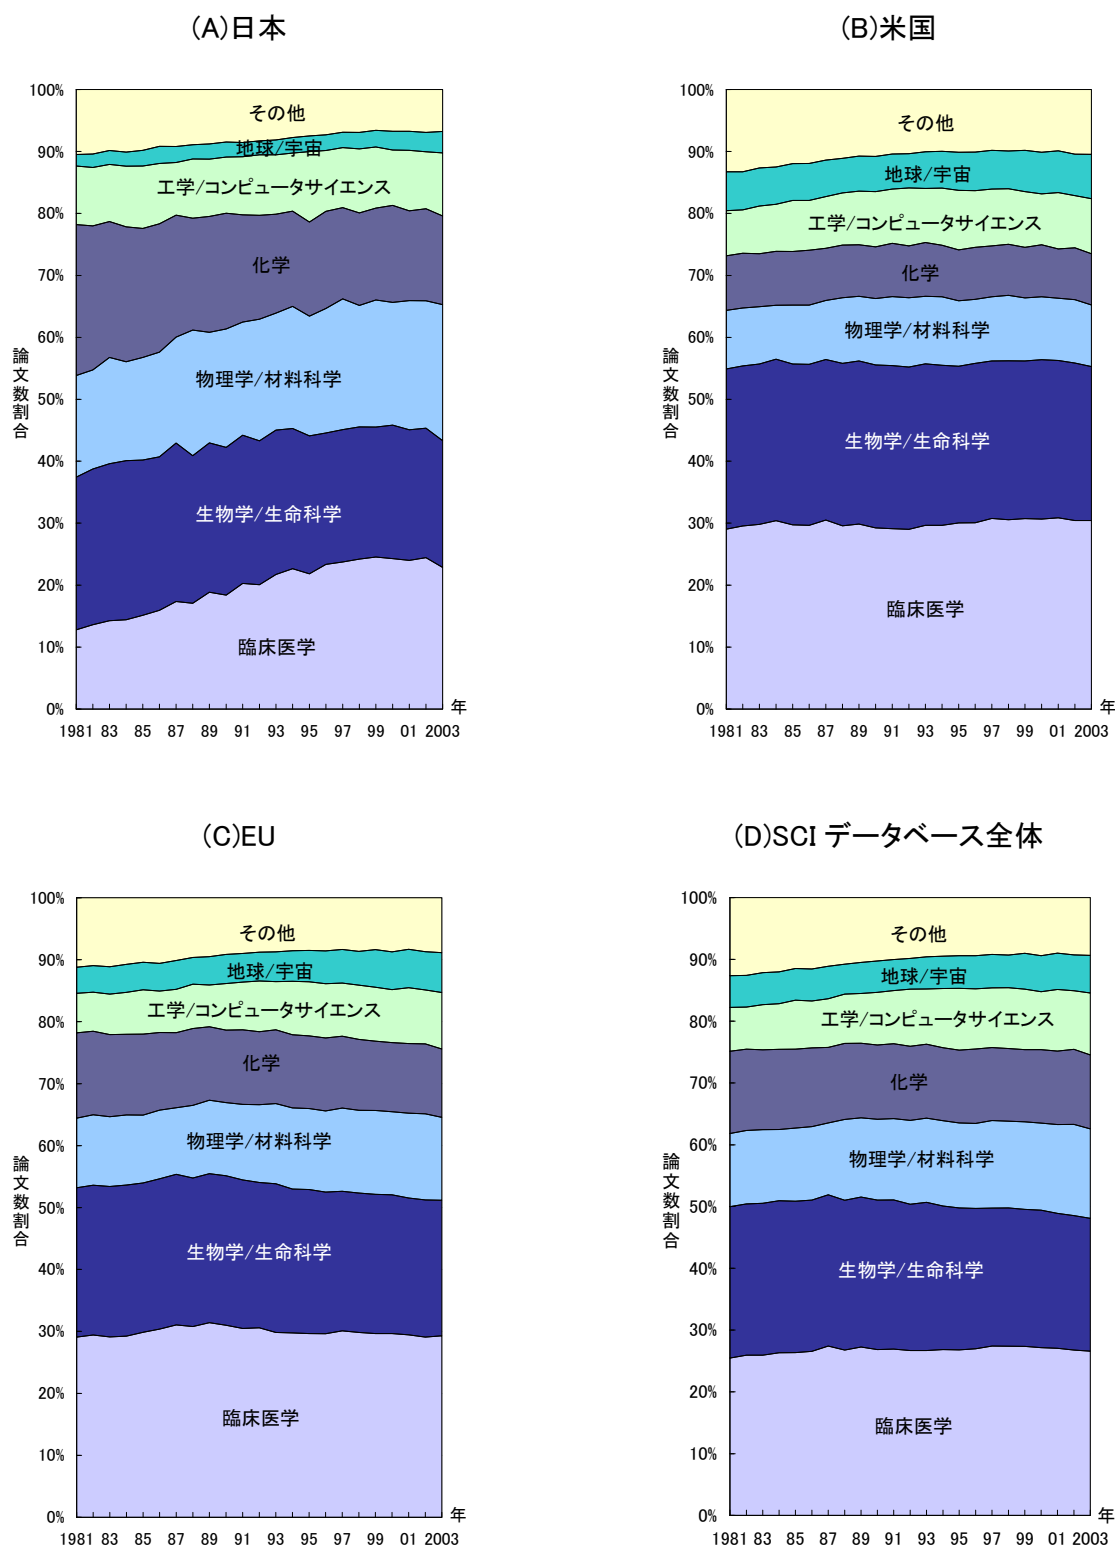 (A)日本
100%
90%
80%
70%
60%
50%
40%
30%
20%
10%
0%
論文数割合
その他
地球/宇宙
工学/コンピュータサイエンス
化学
物理学/材料科学
生物学/生命科学
臨床医学
年
1981 83 85 87 89 91 93 95 97 99 01 2003
(B)米国
100%
90%
80%
70%
60%
50%
40%
30%
20%
10%
0%
論文数割合
その他
地球/宇宙
工学/コンピュータサイエンス
化学
物理学/材料科学
生物学/生命科学
臨床医学
年
1981 83 85 87 89 91 93 95 97 99 01 2003
(C)EU
100%
90%
80%
70%
60%
50%
40%
30%
20%
10%
0%
論文数割合
その他
地球/宇宙
工学/コンピュータサイエンス
化学
物理学/材料科学
生物学/生命科学
臨床医学
年
1981 83 85 87 89 91 93 95 97 99 01 2003
(D)SCI データベース全体
100%
90%
80%
70%
60%
50%
40%
30%
20%
10%
0%
論文数割合
その他
地球/宇宙
工学/コンピュータサイエンス
化学
物理学/材料科学
生物学/生命科学
臨床医学
年
1981 83 85 87 89 91 93 95 97 99 01 2003